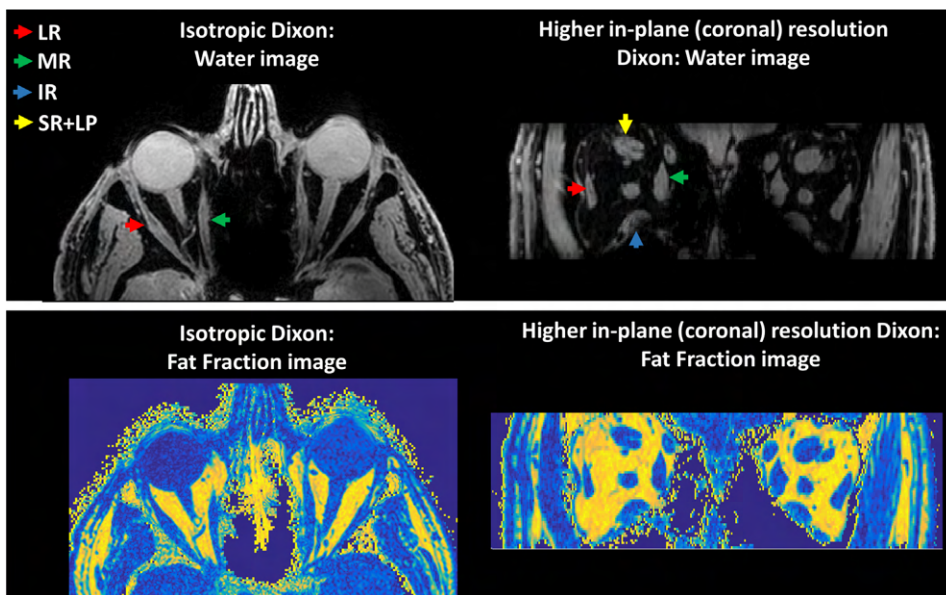 LR
MR
IR
SR+LP
Isotropic Dixon:
Water image
Higher in-plane (coronal) resolution
Dixon: Water image
Isotropic Dixon:
Fat Fraction image
Higher in-plane (coronal) resolution Dixon:
Fat Fraction image